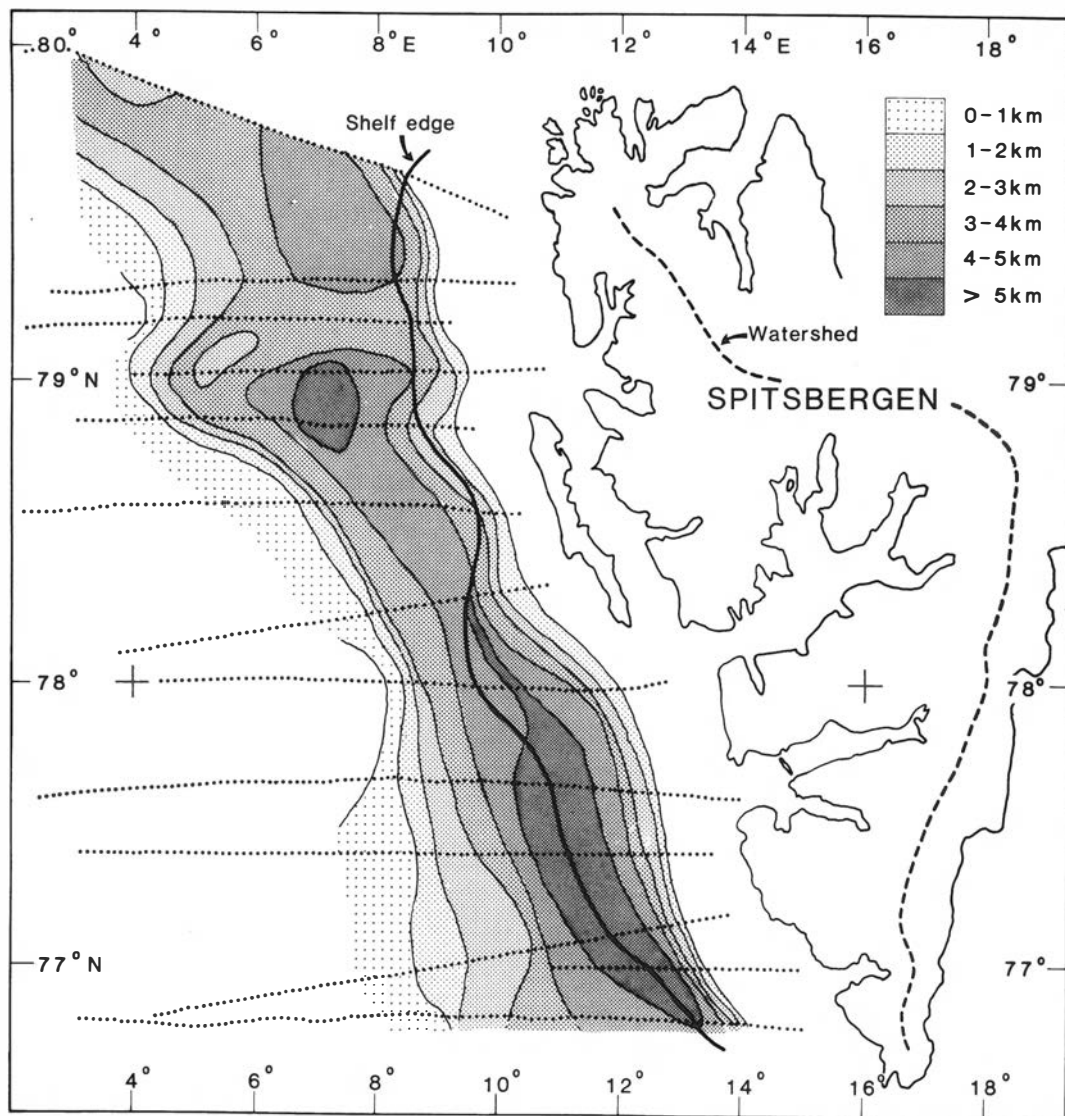 4° 6° 8°E 10° 12° 14°E 16° 18°
80°
Shelf edge
0-1km
1-2km
2-3km
3-4km
4-5km
> 5km
Watershed
79°N 79°
SPITSBERGEN
78° 78°
77°N 77°
4° 6° 8° 10° 12° 14° 16° 18°